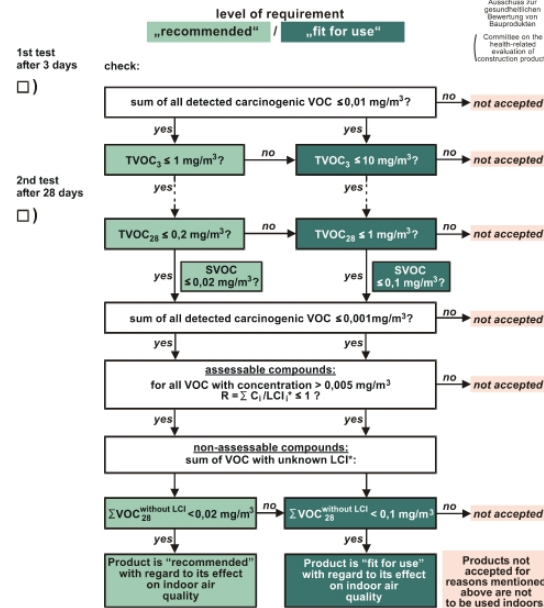 level of requirement
„recommended“ / „fit for use“
Ausschuss zur
gesundheitlichen
Bewertung von
Bauprodukten
Committee on the
health-related
evaluation of
construction product
1st test
after 3 days
□)
check:
sum of all detected carcinogenic VOC ≤0,01 mg/m³?
no
not accepted
yes
yes
TVOC₃ ≤ 1 mg/m³?
no
TVOC₃ ≤ 10 mg/m³?
no
not accepted
2nd test
after 28 days
□)
yes
yes
TVOC₂₈ ≤ 0,2 mg/m³?
no
TVOC₂₈ ≤ 1 mg/m³?
no
not accepted
yes
SVOC
≤0,02 mg/m³?
yes
SVOC
≤0,1 mg/m³?
sum of all detected carcinogenic VOC ≤0,001mg/m³?
no
not accepted
yes
yes
assessable compounds:
for all VOC with concentration > 0,005 mg/m³
R = ∑ Cᵢ/LCIᵢ* ≤ 1 ?
no
not accepted
yes
yes
non-assessable compounds:
sum of VOC with unknown LCI*:
yes
yes
∑VOC₂₈ without LCI <0,02 mg/m³
no
∑VOC₂₈ without LCI < 0,1 mg/m³
no
not accepted
yes
yes
Product is “recommended”
with regard to its effect
on indoor air
quality
Product is “fit for use”
with regard to its effect
on indoor air
quality
Products not
accepted for
reasons mentioned
above are not
to be used indoors